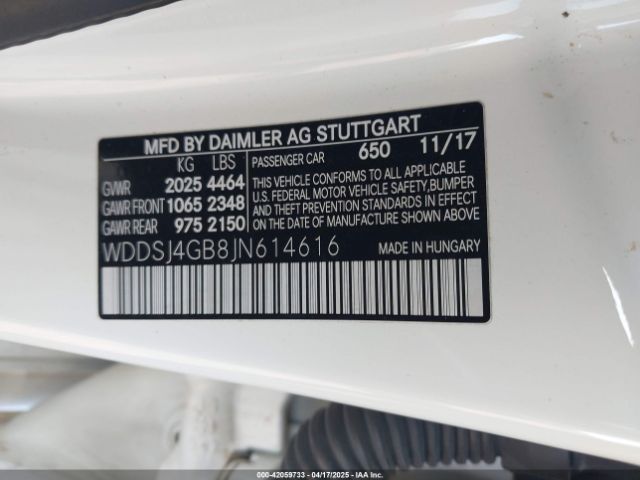 MFD BY DAIMLER AG STUTTGART
KG LBS PASSENGER CAR 650 11/17
GVWR 2025 4464
GAWR FRONT 1065 2348
GAWR REAR 975 2150
THIS VEHICLE CONFORMS TO ALL APPLICABLE
U.S. FEDERAL MOTOR VEHICLE SAFETY, BUMPER
AND THEFT PREVENTION STANDARDS IN EFFECT
ON THE DATE OF MANUFACTURE SHOWN ABOVE.
WDDSJ4GB8JN614616 MADE IN HUNGARY
000-42059733 - 04/17/2025 - IAA, Inc.